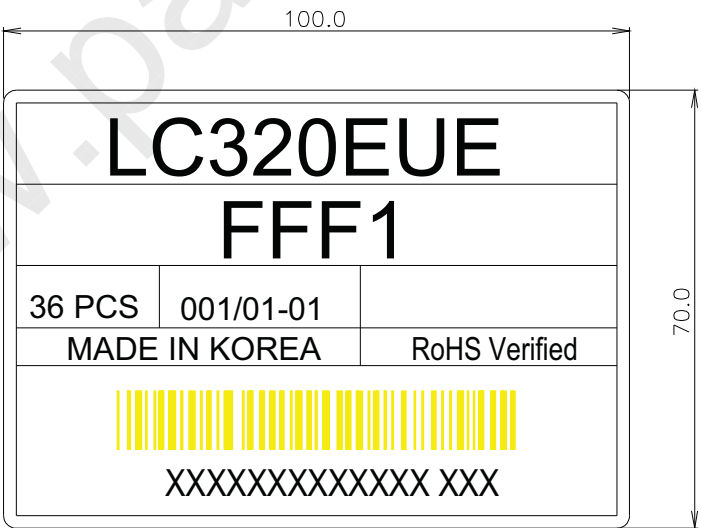 100.0
LC320EUE
FFF1
70.0
36 PCS 001/01-01
MADE IN KOREA RoHS Verified
XXXXXXXXXXXXX XXX